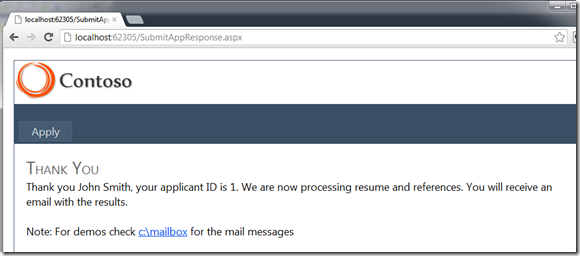 localhost:62305/SubmitAp
localhost:62305/SubmitAppResponse.aspx
Contoso
Apply
Thank You
Thank you John Smith, your applicant ID is 1. We are now processing resume and references. You will receive an
email with the results.
Note: For demos check c:\mailbox for the mail messages